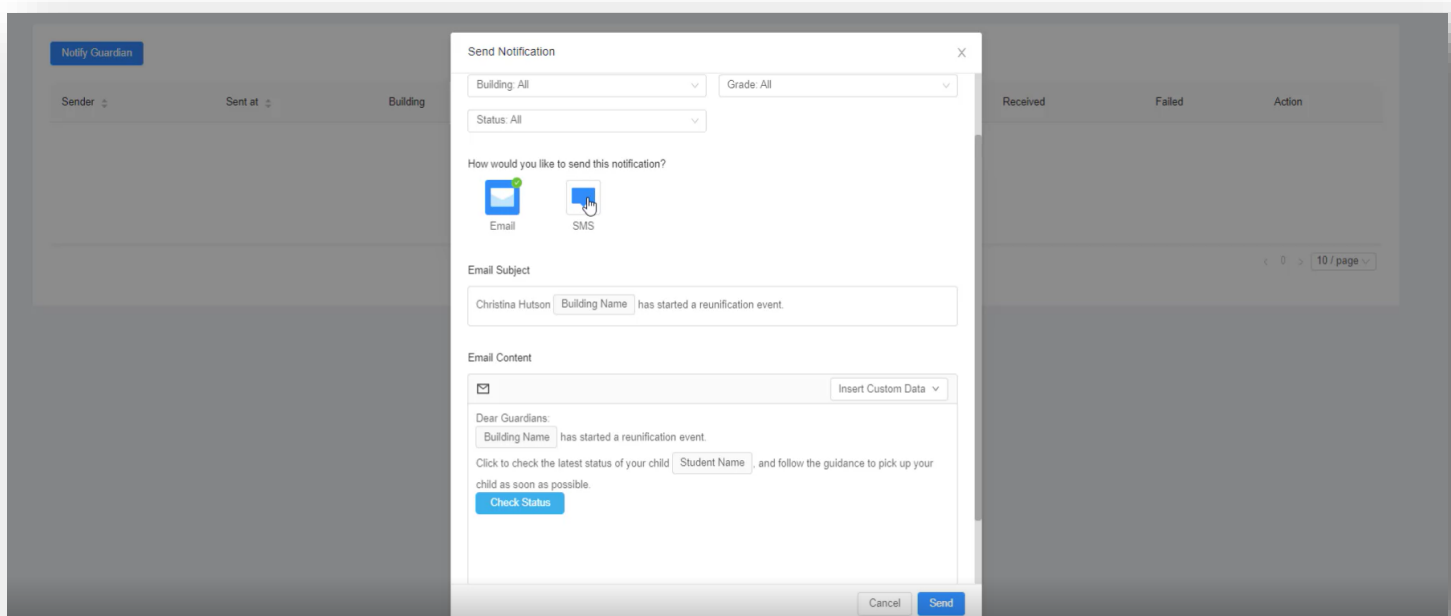 Notify Guardian
Sender Sent at Building Received Failed Action
0 10 / page
Send Notification
Building: All Grade: All
Status: All
How would you like to send this notification?
Email SMS
Email Subject
Christina Hutson Building Name has started a reunification event.
Email Content
Insert Custom Data
Dear Guardians:
Building Name has started a reunification event.
Click to check the latest status of your child Student Name , and follow the guidance to pick up your
child as soon as possible.
Check Status
Cancel Send